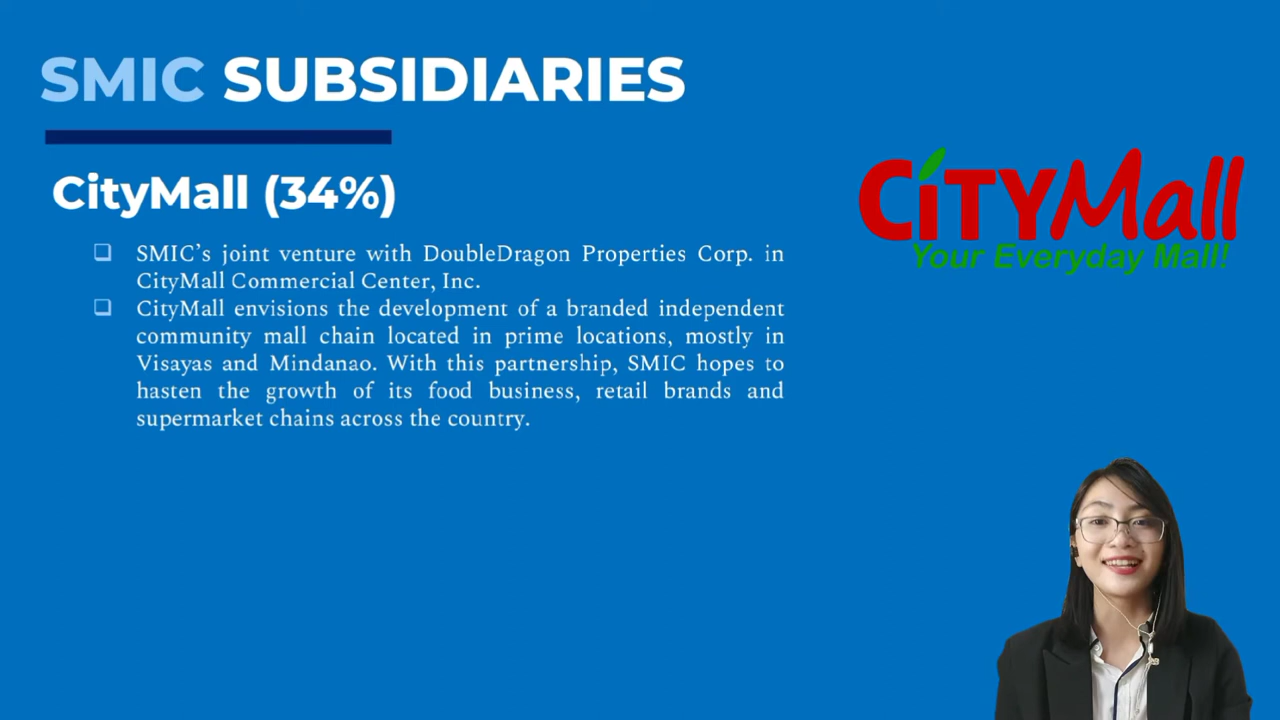 SMIC SUBSIDIARIES
CityMall (34%)
SMIC’s joint venture with DoubleDragon Properties Corp. in
CityMall Commercial Center, Inc.
CityMall envisions the development of a branded independent
community mall chain located in prime locations, mostly in
Visayas and Mindanao. With this partnership, SMIC hopes to
hasten the growth of its food business, retail brands and
supermarket chains across the country.
CiTYMall
Your Everyday Mall!